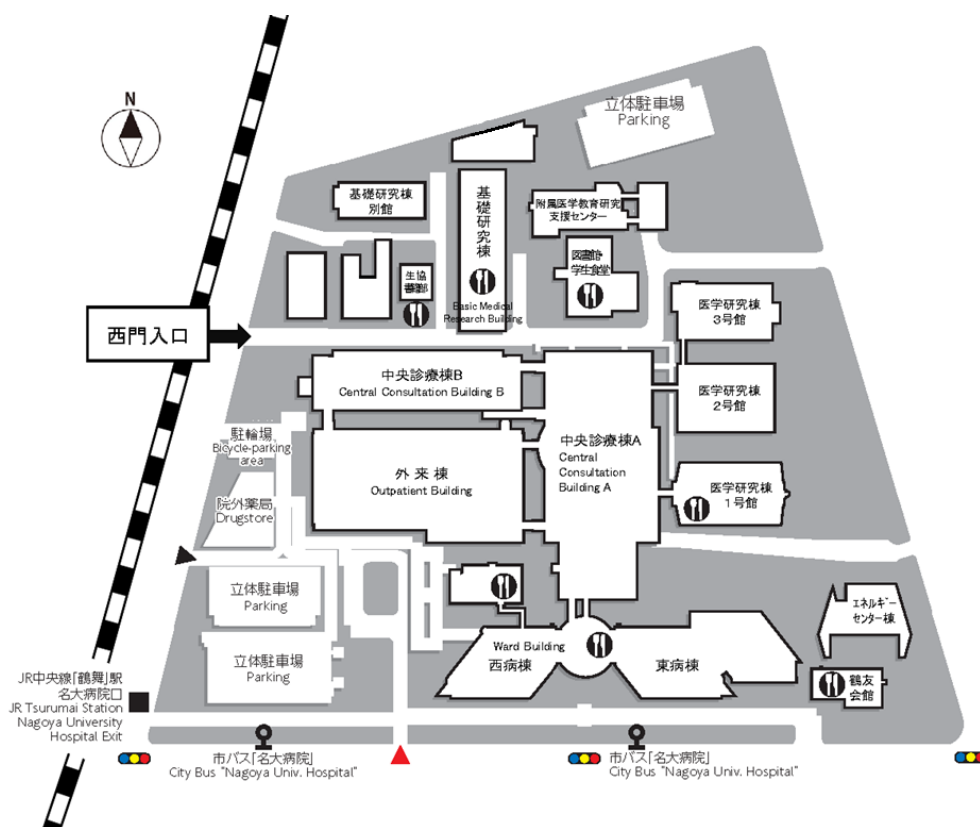 N
立体駐車場
Parking
基礎研究棟
別館
基礎研究棟
Basic Medical
Research Building
附属医学教育研究
支援センター
図書館・
学生食堂
生協
書籍部
西門入口
医学研究棟
3号館
中央診療棟B
Central Consultation Building B
医学研究棟
2号館
中央診療棟A
Central
Consultation
Building A
駐輪場
Bicycle-parking
area
外来棟
Outpatient Building
医学研究棟
1号館
院外薬局
Drugstore
立体駐車場
Parking
エネルギー
センター棟
Ward Building
西病棟
東病棟
立体駐車場
Parking
鶴友
会館
JR中央線「鶴舞」駅
名大病院口
JR Tsurumai Station
Nagoya University
Hospital Exit
市バス「名大病院」
City Bus "Nagoya Univ. Hospital"
市バス「名大病院」
City Bus "Nagoya Univ. Hospital"